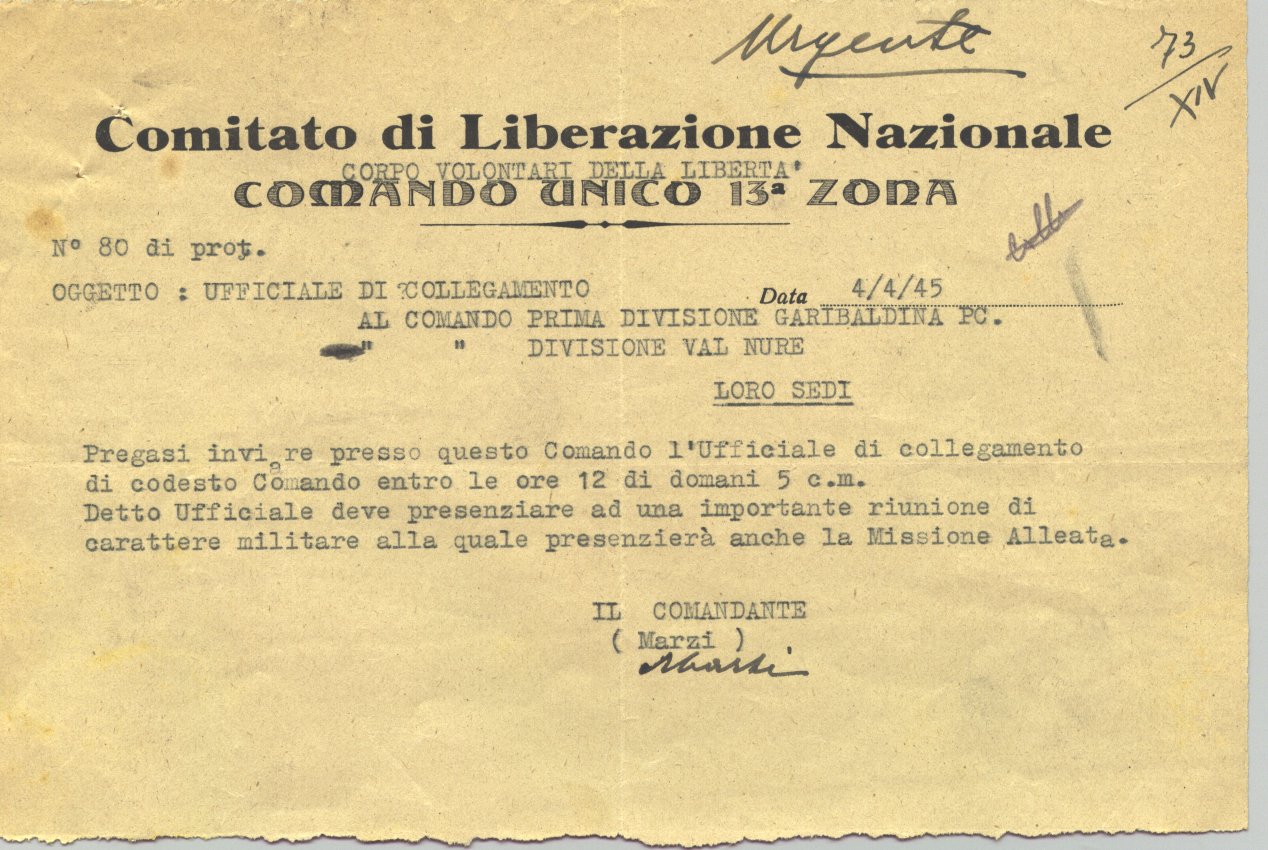 Urgente
73
XIV
Comitato di Liberazione Nazionale
CORPO VOLONTARI DELLA LIBERTA'
COMANDO UNICO 13ª ZONA
N° 80 di prot.
OGGETTO : UFFICIALE DI COLLEGAMENTO
Data 4/4/45
AL COMANDO PRIMA DIVISIONE GARIBALDINA PC.
" " DIVISIONE VAL NURE
LORO SEDI
Pregasi inviare presso questo Comando l'Ufficiale di collegamento
di codesto Comando entro le ore 12 di domani 5 c.m.
Detto Ufficiale deve presenziare ad una importante riunione di
carattere militare alla quale presenzierà anche la Missione Alleata.
IL COMANDANTE
( Marzi )
Marzi